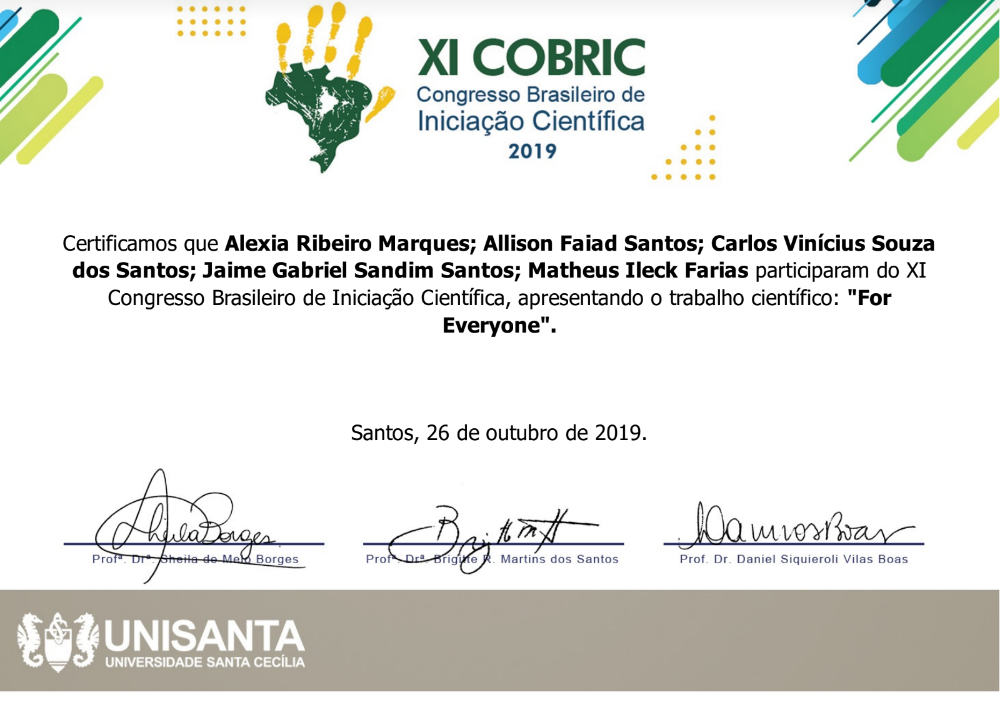 XI COBRIC
Congresso Brasileiro de
Iniciação Científica
2019
Certificamos que Alexia Ribeiro Marques; Allison Faiad Santos; Carlos Vinícius Souza
dos Santos; Jaime Gabriel Sandim Santos; Matheus Ileck Farias participaram do XI
Congresso Brasileiro de Iniciação Científica, apresentando o trabalho científico: "For
Everyone".
Santos, 26 de outubro de 2019.
Sheila Borges
Profª. Drª. Sheila de Melo Borges
Profª. Drª. Brigitte R. Martins dos Santos
Prof. Dr. Daniel Siquieroli Vilas Boas
UNISANTA
UNIVERSIDADE SANTA CECÍLIA